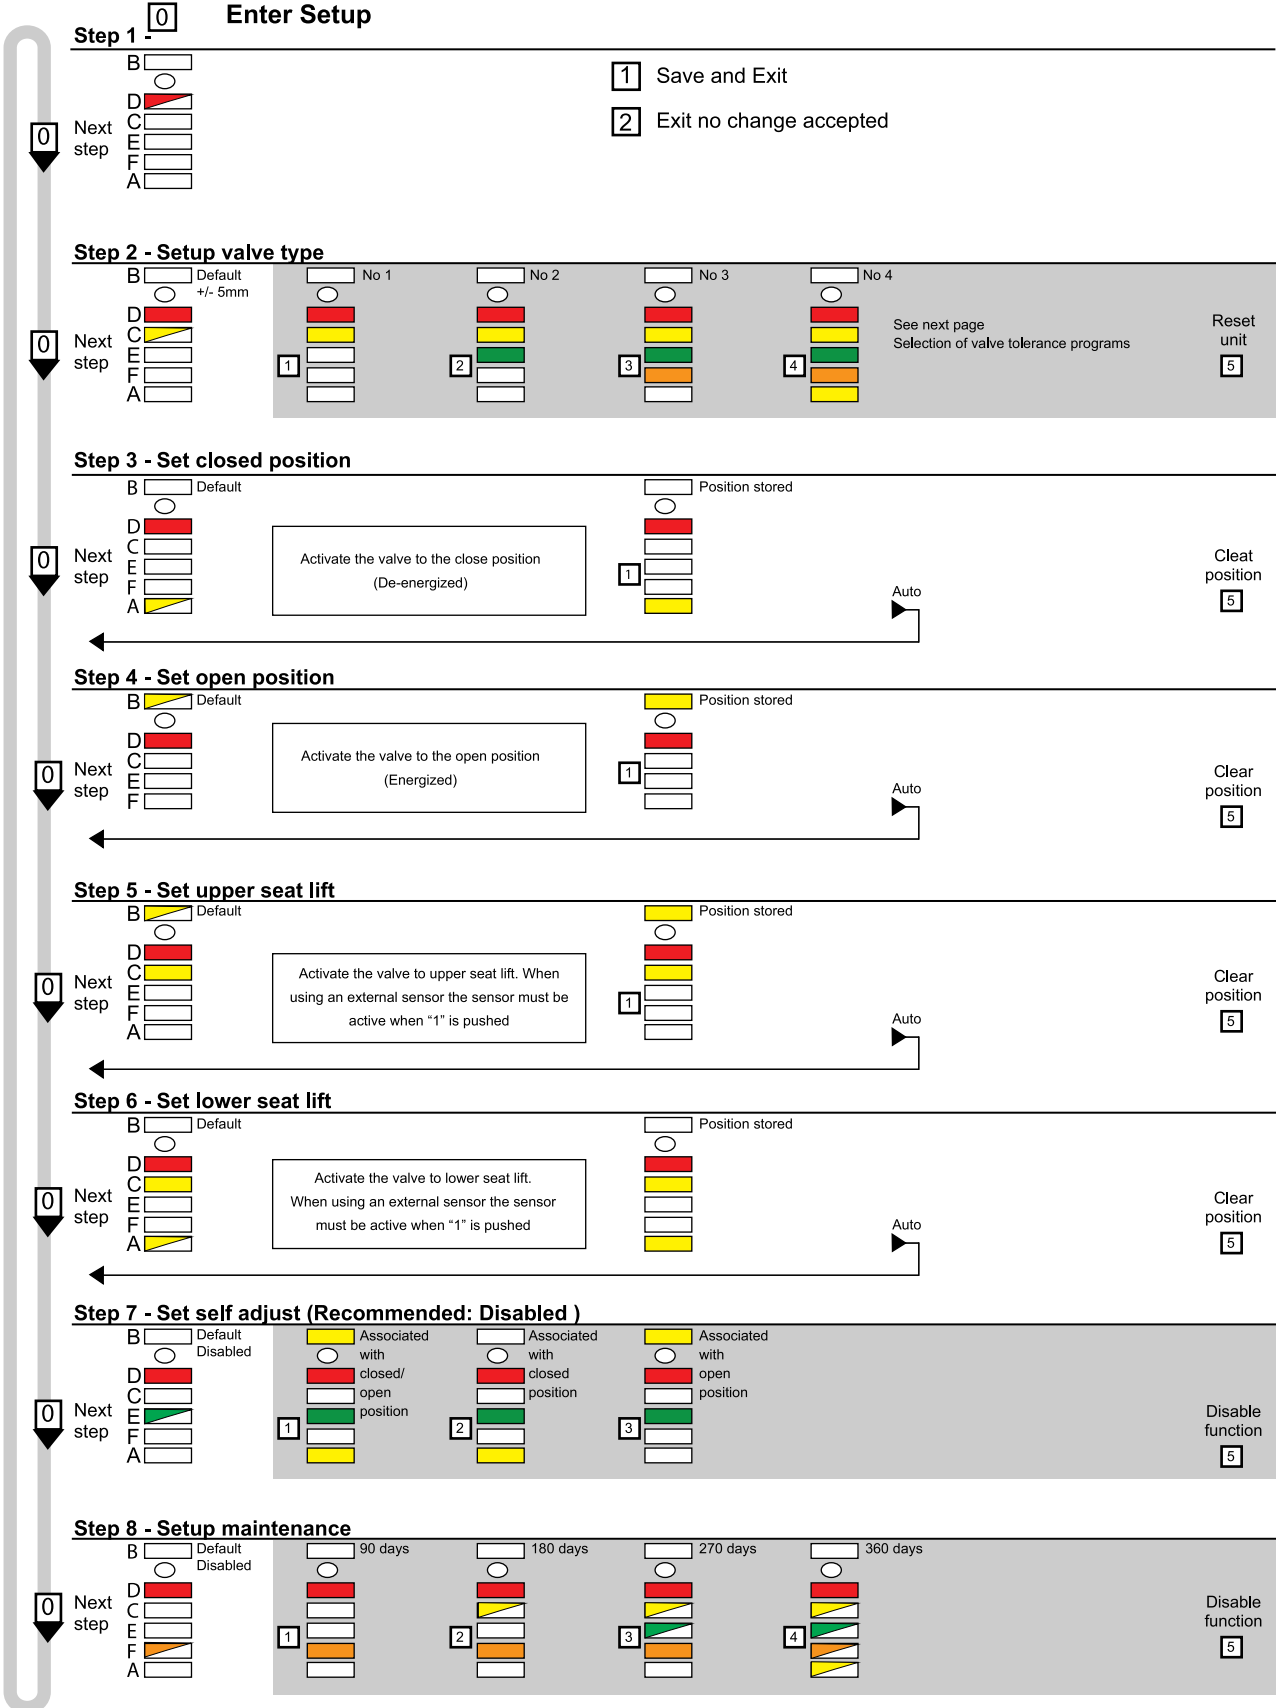 0 Enter Setup
Step 1 -
B
D
C
E
F
A
0 Next step
1 Save and Exit
2 Exit no change accepted
Step 2 - Setup valve type
B Default
+/- 5mm
D
C
E
F
A
0 Next step
No 1
1
No 2
2
No 3
3
No 4
4
See next page
Selection of valve tolerance programs
Reset
unit
5
Step 3 - Set closed position
B Default
D
C
E
F
A
0 Next step
Activate the valve to the close position
(De-energized)
Position stored
1
Auto
Cleat
position
5
Step 4 - Set open position
B Default
D
C
E
F
0 Next step
Activate the valve to the open position
(Energized)
Position stored
1
Auto
Clear
position
5
Step 5 - Set upper seat lift
B Default
D
C
E
F
A
0 Next step
Activate the valve to upper seat lift. When
using an external sensor the sensor must be
active when “1” is pushed
Position stored
1
Auto
Clear
position
5
Step 6 - Set lower seat lift
B Default
D
C
E
F
A
0 Next step
Activate the valve to lower seat lift.
When using an external sensor the sensor
must be active when “1” is pushed
Position stored
1
Auto
Clear
position
5
Step 7 - Set self adjust (Recommended: Disabled )
B Default
Disabled
D
C
E
F
A
0 Next step
Associated
with
closed/
open
position
1
Associated
with
closed
position
2
Associated
with
open
position
3
Disable
function
5
Step 8 - Setup maintenance
B Default
Disabled
D
C
E
F
A
0 Next step
90 days
1
180 days
2
270 days
3
360 days
4
Disable
function
5